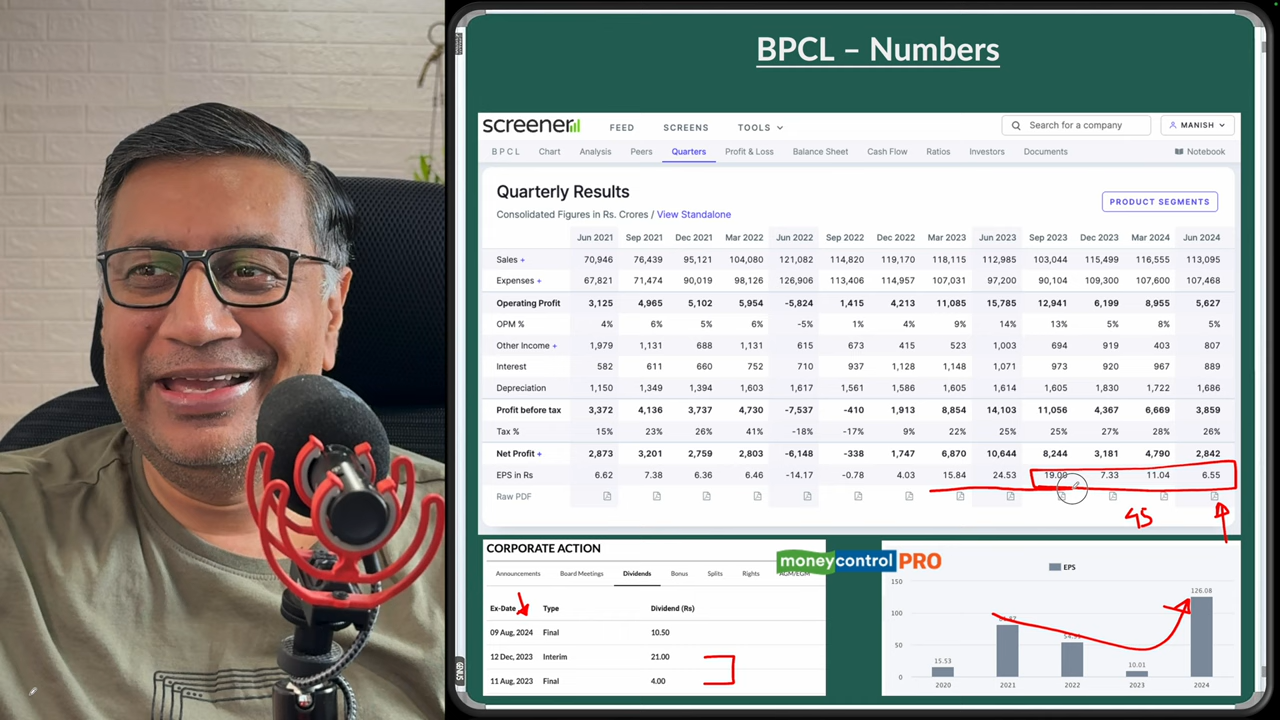 BPCL – Numbers
screener FEED SCREENS TOOLS Search for a company MANISH
BPCL Chart Analysis Peers Quarters Profit & Loss Balance Sheet Cash Flow Ratios Investors Documents Notebook
Quarterly Results
Consolidated Figures in Rs. Crores / View Standalone
PRODUCT SEGMENTS
Jun 2021 Sep 2021 Dec 2021 Mar 2022 Jun 2022 Sep 2022 Dec 2022 Mar 2023 Jun 2023 Sep 2023 Dec 2023 Mar 2024 Jun 2024
Sales + 70,946 76,439 95,121 104,080 121,082 114,820 119,170 118,115 112,985 103,044 115,499 116,555 113,095
Expenses + 67,821 71,474 90,019 98,126 126,906 113,406 114,957 107,031 97,200 90,104 109,300 107,600 107,468
Operating Profit 3,125 4,965 5,102 5,954 -5,824 1,415 4,213 11,085 15,785 12,941 6,199 8,955 5,627
OPM % 4% 6% 5% 6% -5% 1% 4% 9% 14% 13% 5% 8% 5%
Other Income + 1,979 1,131 688 1,131 615 673 415 523 1,003 694 919 403 807
Interest 582 611 660 752 710 937 1,128 1,148 1,071 973 920 967 889
Depreciation 1,150 1,349 1,394 1,603 1,617 1,561 1,586 1,605 1,614 1,605 1,830 1,722 1,686
Profit before tax 3,372 4,136 3,737 4,730 -7,537 -410 1,913 8,854 14,103 11,056 4,367 6,669 3,859
Tax % 15% 23% 26% 41% -18% -17% 9% 22% 25% 25% 27% 28% 26%
Net Profit + 2,873 3,201 2,759 2,803 -6,148 -338 1,747 6,870 10,644 8,244 3,181 4,790 2,842
EPS in Rs 6.62 7.38 6.36 6.46 -14.17 -0.78 4.03 15.84 24.53 19.00 7.33 11.04 6.55
Raw PDF
45
CORPORATE ACTION
moneycontrol PRO
Announcements Board Meetings Dividends Bonus Splits Rights AGM/EGM
Ex-Date Type Dividend (Rs)
09 Aug, 2024 Final 10.50
12 Dec, 2023 Interim 21.00
11 Aug, 2023 Final 4.00
EPS
150
100
50
0
15.53
10.01
126.08
2020 2021 2022 2023 2024